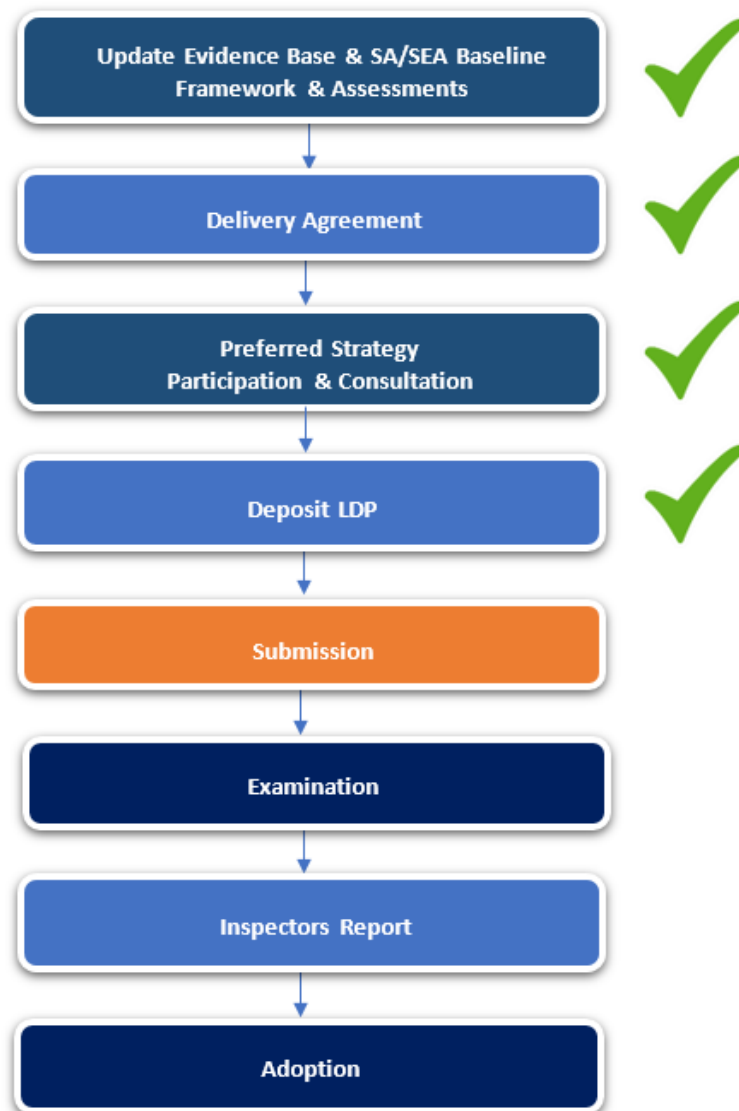 Update Evidence Base & SA/SEA Baseline
Framework & Assessments
Delivery Agreement
Preferred Strategy
Participation & Consultation
Deposit LDP
Submission
Examination
Inspectors Report
Adoption